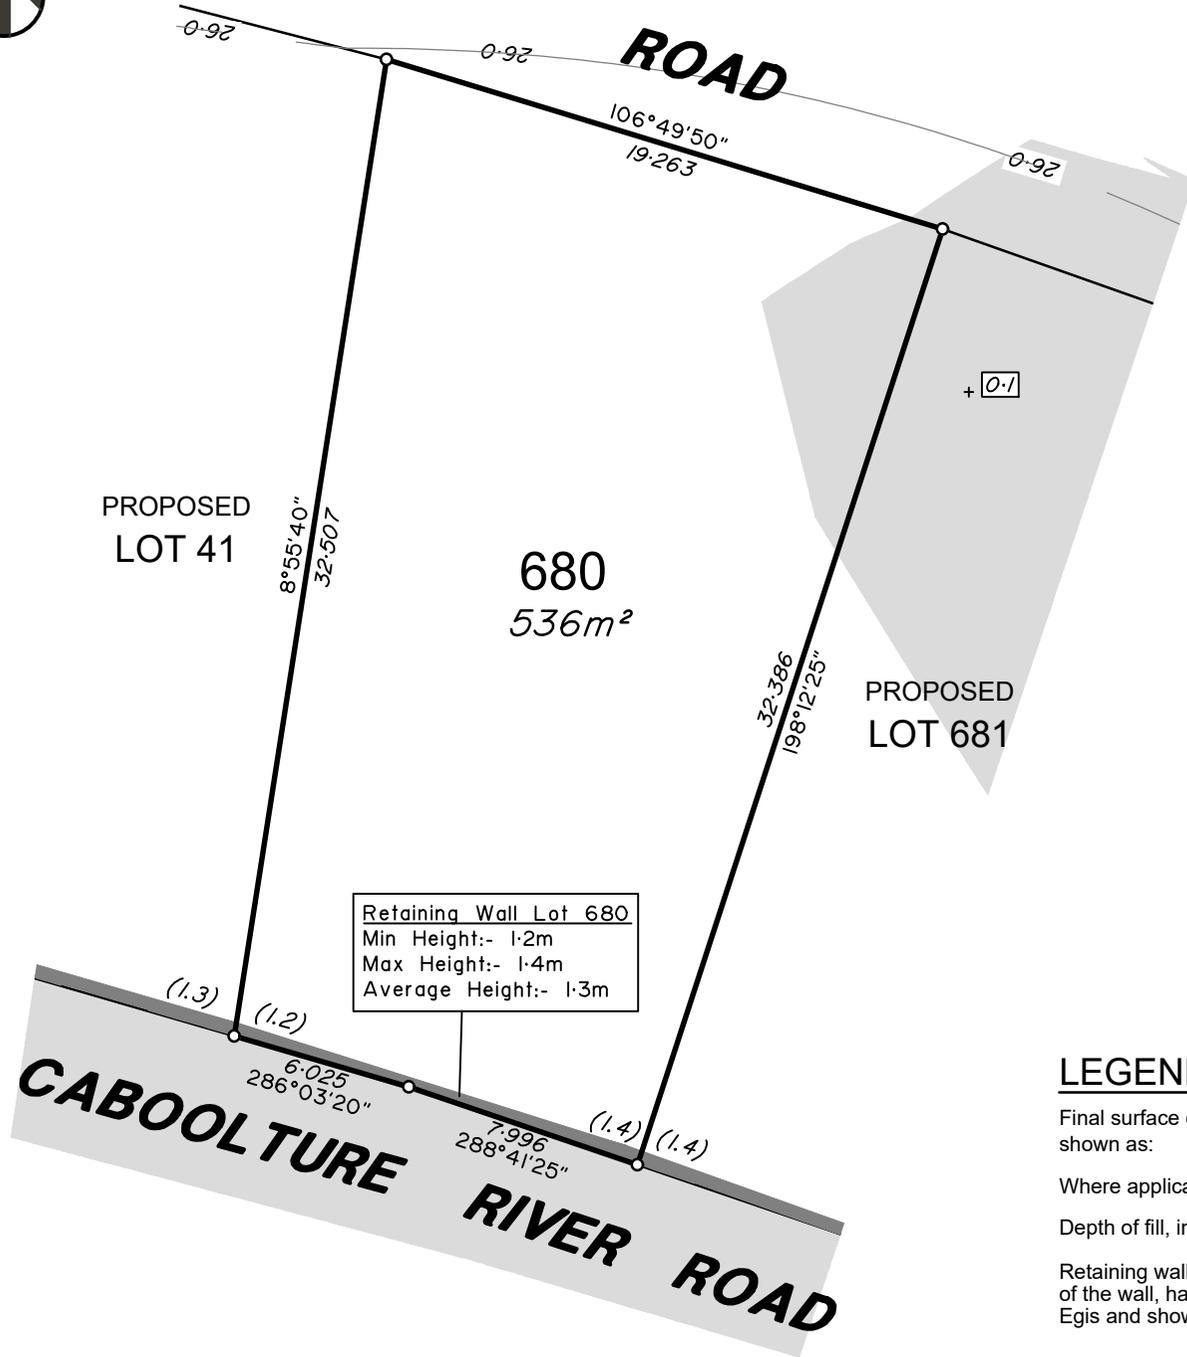 26·0
26·0
ROAD
106°49'50"
19·263
26·0
0·1
PROPOSED
LOT 41
8°55'40"
32·507
680
536m²
32·386
198°12'25"
PROPOSED
LOT 681
Retaining Wall Lot 680
Min Height:- 1·2m
Max Height:- 1·4m
Average Height:- 1·3m
(1.3)
(1.2)
6·025
286°03'20"
7·996
288°41'25"
(1.4)
(1.4)
CABOOLTURE RIVER ROAD
LEGEN
Final surface
shown as:
Where applica
Depth of fill, i
Retaining wal
of the wall, ha
Egis and show